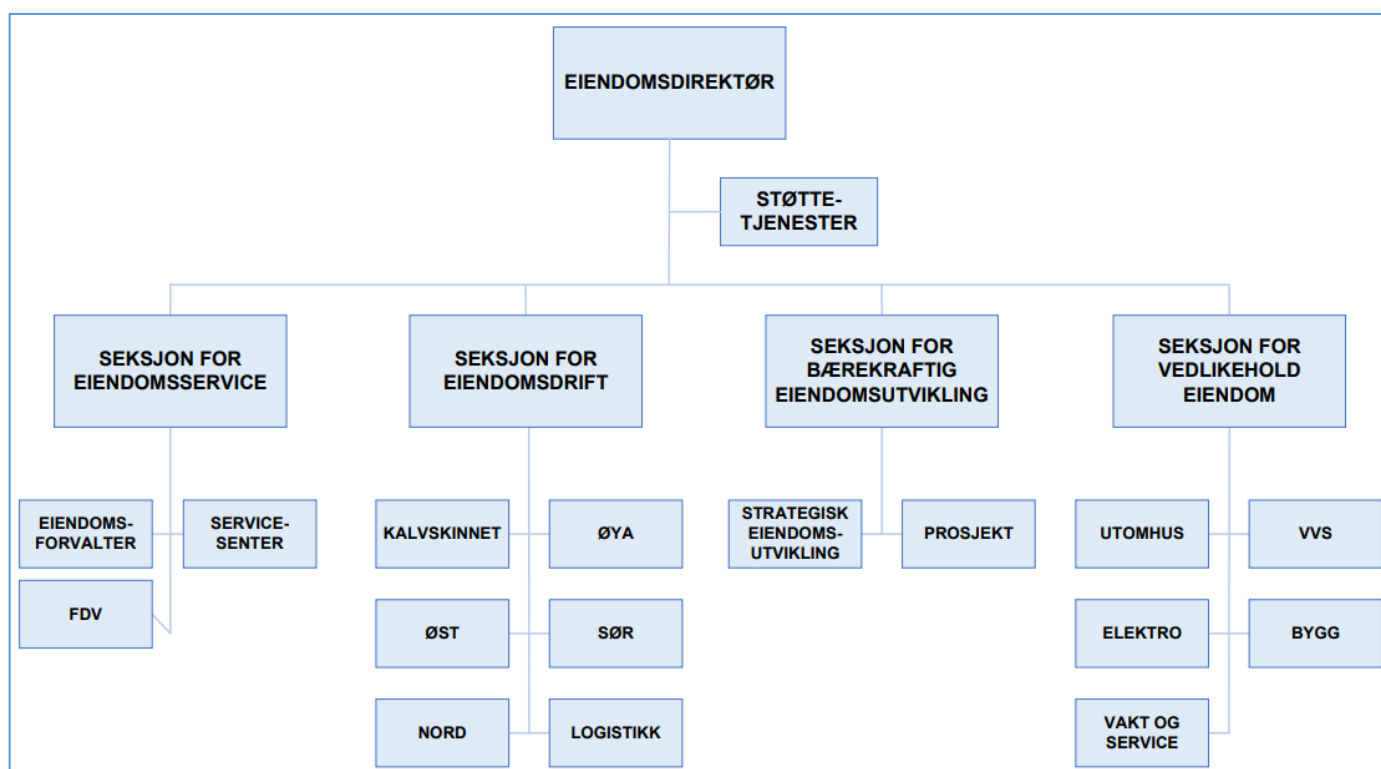 EIENDOMSDIREKTØR
STØTTE-
TJENESTER
SEKSJON FOR
EIENDOMSSERVICE
SEKSJON FOR
EIENDOMSDRIFT
SEKSJON FOR
BÆREKRAFTIG
EIENDOMSUTVIKLING
SEKSJON FOR
VEDLIKEHOLD
EIENDOM
EIENDOMS-
FORVALTER
SERVICE-
SENTER
FDV
KALVSKINNET
ØYA
ØST
SØR
NORD
LOGISTIKK
STRATEGISK
EIENDOMS-
UTVIKLING
PROSJEKT
UTOMHUS
VVS
ELEKTRO
BYGG
VAKT OG
SERVICE